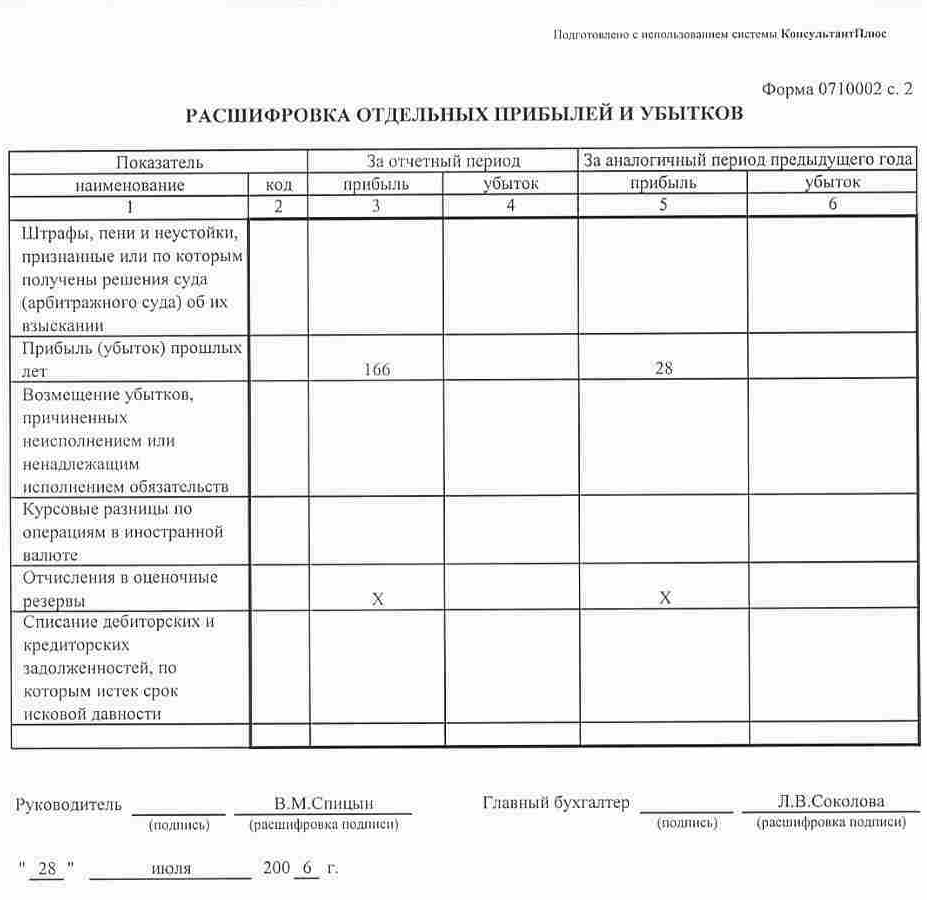 Подготовлено с использованием системы КонсультантПлюс
Форма 0710002 с. 2
РАСШИФРОВКА ОТДЕЛЬНЫХ ПРИБЫЛЕЙ И УБЫТКОВ
Показатель За отчетный период За аналогичный период предыдущего года
наименование код прибыль убыток прибыль убыток
1 2 3 4 5 6
Штрафы, пени и неустойки,
признанные или по которым
получены решения суда
(арбитражного суда) об их
взыскании
Прибыль (убыток) прошлых
лет 166 28
Возмещение убытков,
причиненных
неисполнением или
ненадлежащим
исполнением обязательств
Курсовые разницы по
операциям в иностранной
валюте
Отчисления в оценочные
резервы X X
Списание дебиторских и
кредиторских
задолженностей, по
которым истек срок
исковой давности
Руководитель В.М.Спицын Главный бухгалтер Л.В.Соколова
(подпись) (расшифровка подписи) (подпись) (расшифровка подписи)
" 28 " июля 200 6 г.